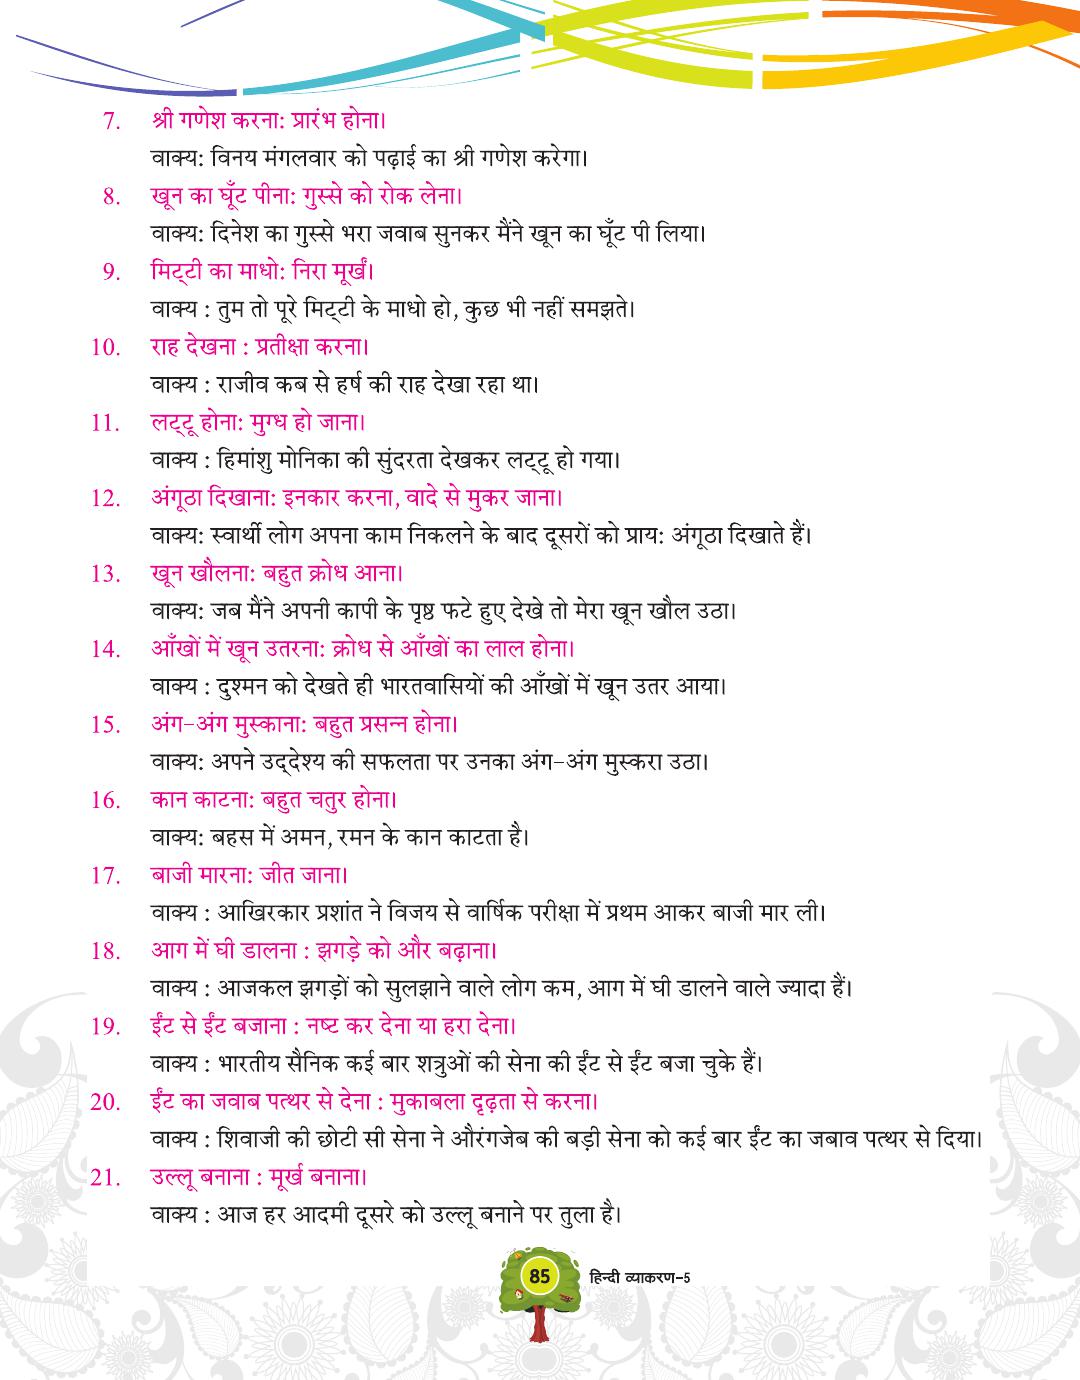 7. श्री गणेश करना: प्रारंभ होना।
वाक्य: विनय मंगलवार को पढ़ाई का श्री गणेश करेगा।
8. खून का घूँट पीना: गुस्से को रोक लेना।
वाक्य: दिनेश का गुस्से भरा जवाब सुनकर मैंने खून का घूँट पी लिया।
9. मिट्टी का माधो: निरा मूर्खं।
वाक्य : तुम तो पूरे मिट्टी के माधो हो, कुछ भी नहीं समझते।
10. राह देखना : प्रतीक्षा करना।
वाक्य : राजीव कब से हर्ष की राह देखा रहा था।
11. लट्टू होना: मुग्ध हो जाना।
वाक्य : हिमांशु मोनिका की सुंदरता देखकर लट्टू हो गया।
12. अंगूठा दिखाना: इनकार करना, वादे से मुकर जाना।
वाक्य: स्वार्थी लोग अपना काम निकलने के बाद दूसरों को प्राय: अंगूठा दिखाते हैं।
13. खून खौलना: बहुत क्रोध आना।
वाक्य: जब मैंने अपनी कापी के पृष्ठ फटे हुए देखे तो मेरा खून खौल उठा।
14. आँखों में खून उतरना: क्रोध से आँखों का लाल होना।
वाक्य : दुश्मन को देखते ही भारतवासियों की आँखों में खून उतर आया।
15. अंग-अंग मुस्काना: बहुत प्रसन्न होना।
वाक्य: अपने उद्देश्य की सफलता पर उनका अंग-अंग मुस्करा उठा।
16. कान काटना: बहुत चतुर होना।
वाक्य: बहस में अमन, रमन के कान काटता है।
17. बाजी मारना: जीत जाना।
वाक्य : आखिरकार प्रशांत ने विजय से वार्षिक परीक्षा में प्रथम आकर बाजी मार ली।
18. आग में घी डालना : झगड़े को और बढ़ाना।
वाक्य : आजकल झगड़ों को सुलझाने वाले लोग कम, आग में घी डालने वाले ज्यादा हैं।
19. ईंट से ईंट बजाना : नष्ट कर देना या हरा देना।
वाक्य : भारतीय सैनिक कई बार शत्रुओं की सेना की ईंट से ईंट बजा चुके हैं।
20. ईंट का जवाब पत्थर से देना : मुकाबला दृढ़ता से करना।
वाक्य : शिवाजी की छोटी सी सेना ने औरंगजेब की बड़ी सेना को कई बार ईंट का जबाव पत्थर से दिया।
21. उल्लू बनाना : मूर्ख बनाना।
वाक्य : आज हर आदमी दूसरे को उल्लू बनाने पर तुला है।
85 हिन्दी व्याकरण-5